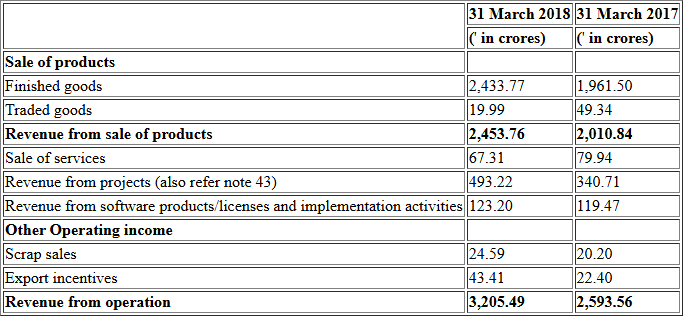 31 March 2018 31 March 2017
(' in crores) (' in crores)
Sale of products
Finished goods 2,433.77 1,961.50
Traded goods 19.99 49.34
Revenue from sale of products 2,453.76 2,010.84
Sale of services 67.31 79.94
Revenue from projects (also refer note 43) 493.22 340.71
Revenue from software products/licenses and implementation activities 123.20 119.47
Other Operating income
Scrap sales 24.59 20.20
Export incentives 43.41 22.40
Revenue from operation 3,205.49 2,593.56